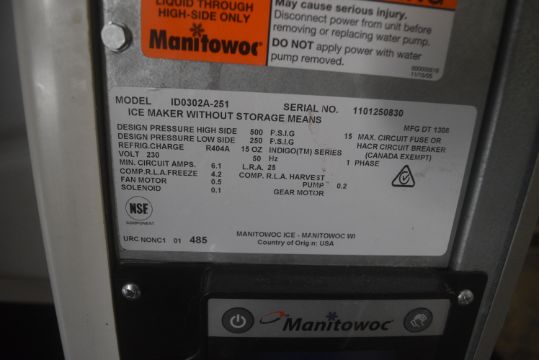 LIQUID THROUGH
HIGH-SIDE ONLY
Manitowoc
May cause serious injury.
Disconnect power from unit before
removing or replacing water pump.
DO NOT apply power with water
pump removed.
MODEL ID0302A-251 SERIAL NO. 1101250830
ICE MAKER WITHOUT STORAGE MEANS
MFG DT 1306
DESIGN PRESSURE HIGH SIDE 500 P.S.I.G 15 MAX. CIRCUIT FUSE OR
DESIGN PRESSURE LOW SIDE 250 P.S.I.G HACR CIRCUIT BREAKER
REFRIG.CHARGE R404A 15 OZ INDIGO(TM) SERIES (CANADA EXEMPT)
VOLT 230 50 Hz 1 PHASE
MIN. CIRCUIT AMPS. 6.1 L.R.A. 25
COMP.R.L.A.FREEZE 4.2 COMP. R.L.A. HARVEST
FAN MOTOR 0.5 PUMP 0.2
SOLENOID 0.1 GEAR MOTOR
NSF
COMPONENT
MANITOWOC ICE - MANITOWOC WI
URC NONC1 01 485 Country of Origin: USA
Manitowoc